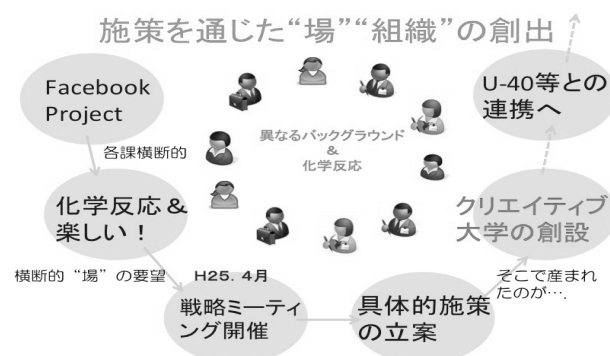 施策を通じた“場”“組織”の創出
Facebook
Project
各課横断的
化学反応＆
楽しい！
横断的“場”の要望
H25. 4月
戦略ミーティ
ング開催
具体的施策
の立案
そこで産まれ
たのが….
クリエイティブ
大学の創設
U-40等との
連携へ
異なるバックグラウンド
&
化学反応